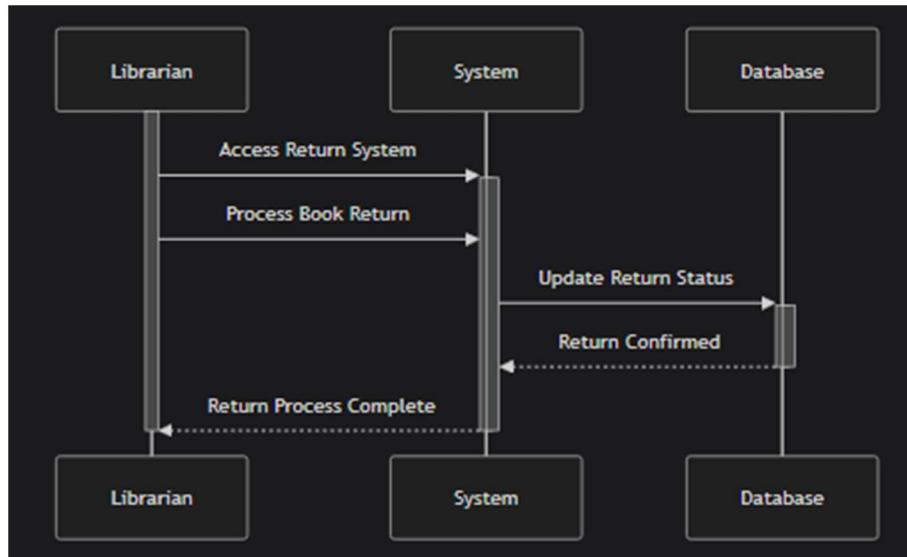 Librarian
System
Database
Access Return System
Process Book Return
Update Return Status
Return Confirmed
Return Process Complete
Librarian
System
Database